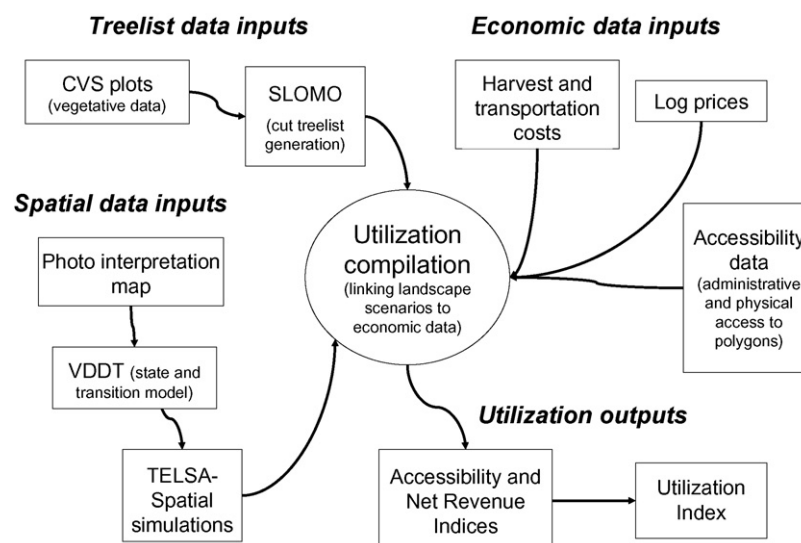 Treelist data inputs
CVS plots
(vegetative data)
SLOMO
(cut treelist
generation)
Economic data inputs
Harvest and
transportation
costs
Log prices
Accessibility
data
(administrative
and physical
access to
polygons)
Spatial data inputs
Photo interpretation
map
VDDT (state and
transition model)
TELSA-
Spatial
simulations
Utilization
compilation
(linking landscape
scenarios to
economic data)
Utilization outputs
Accessibility and
Net Revenue
Indices
Utilization
Index